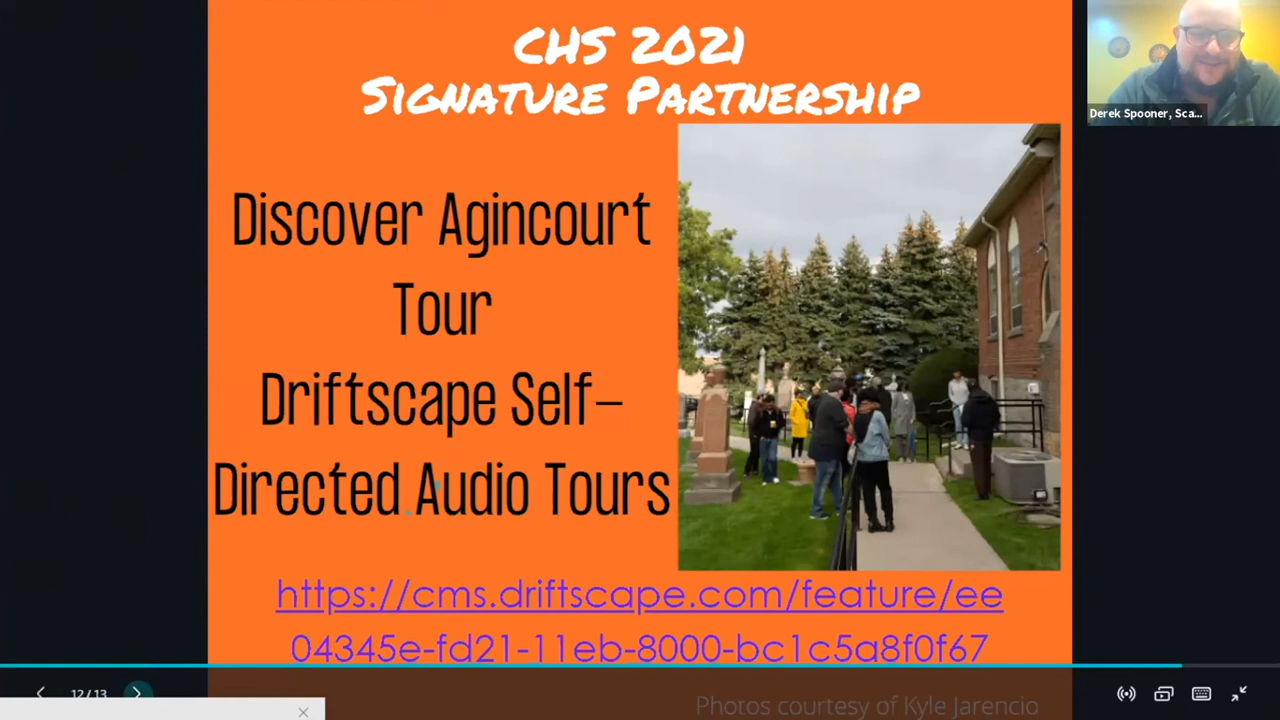 CHS 2021
SIGNATURE PARTNERSHIP
Discover Agincourt
Tour
Driftscape Self-
Directed Audio Tours
https://cms.driftscape.com/feature/ee
04345e-fd21-11eb-8000-bc1c5a8f0f67
Derek Spooner, Sca...
12/13
Photos courtesy of Kyle Jarencio